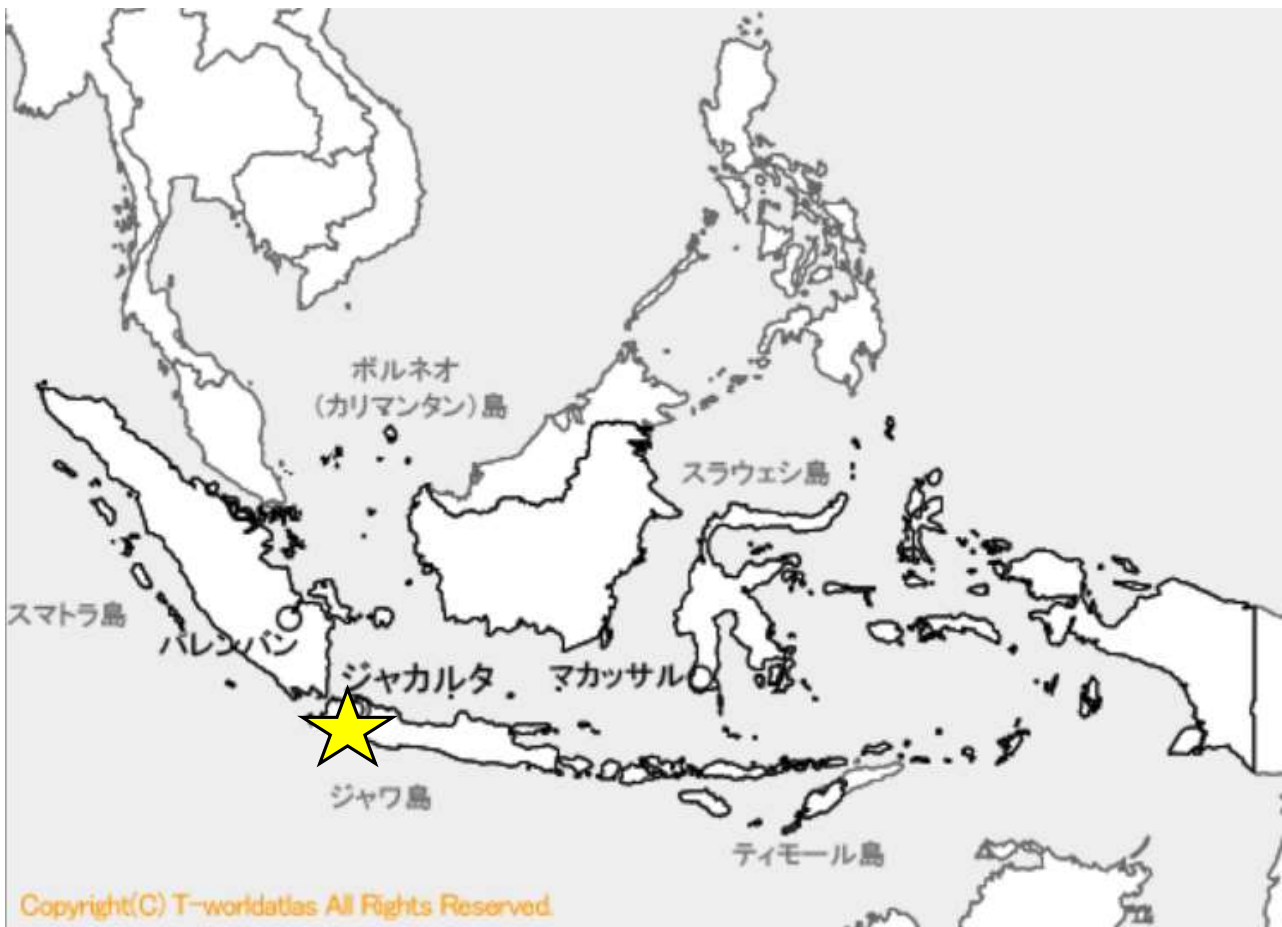 ボルネオ
(カリマンタン)島
スラウェシ島
スマトラ島
パレンバン
ジャカルタ
マカッサル
ジャワ島
ティモール島
Copyright(C) T-worldatlas All Rights Reserved.